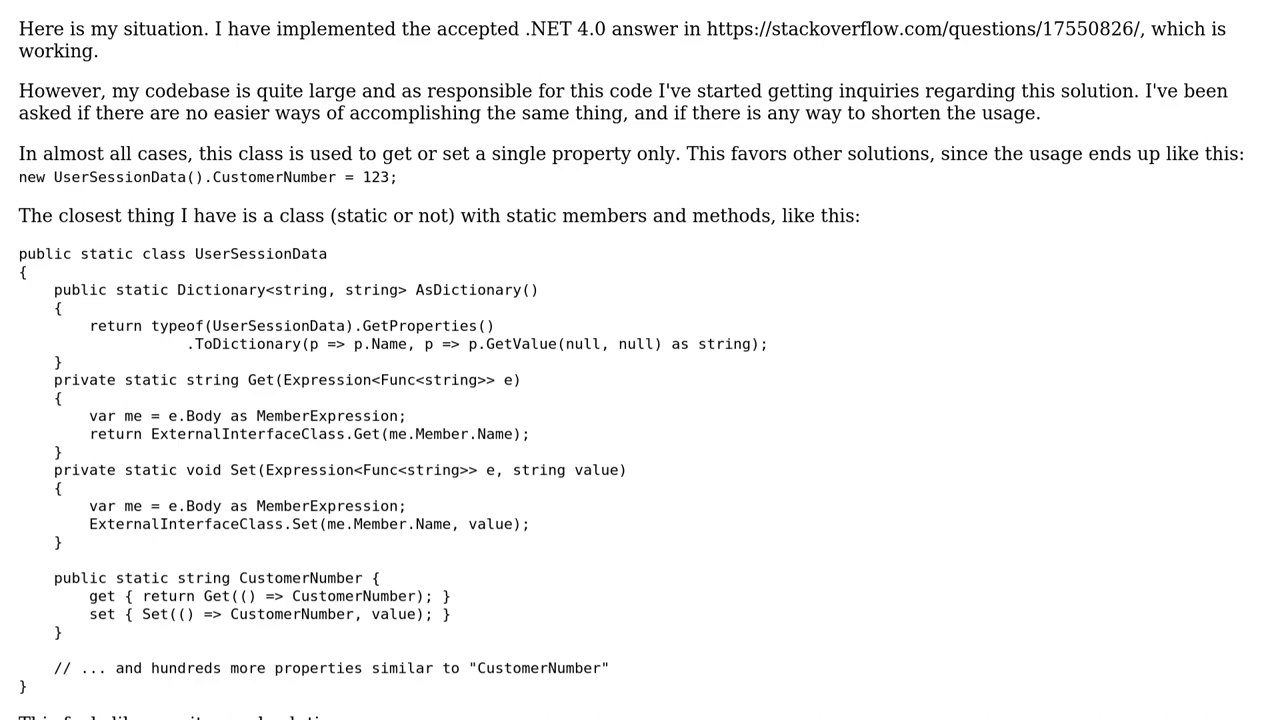 Here is my situation. I have implemented the accepted .NET 4.0 answer in https://stackoverflow.com/questions/17550826/, which is
working.
However, my codebase is quite large and as responsible for this code I've started getting inquiries regarding this solution. I've been
asked if there are no easier ways of accomplishing the same thing, and if there is any way to shorten the usage.
In almost all cases, this class is used to get or set a single property only. This favors other solutions, since the usage ends up like this:
new UserSessionData().CustomerNumber = 123;
The closest thing I have is a class (static or not) with static members and methods, like this:
public static class UserSessionData
{
    public static Dictionary<string, string> AsDictionary()
    {
        return typeof(UserSessionData).GetProperties()
                   .ToDictionary(p => p.Name, p => p.GetValue(null, null) as string);
    }
    private static string Get(Expression<Func<string>> e)
    {
        var me = e.Body as MemberExpression;
        return ExternalInterfaceClass.Get(me.Member.Name);
    }
    private static void Set(Expression<Func<string>> e, string value)
    {
        var me = e.Body as MemberExpression;
        ExternalInterfaceClass.Set(me.Member.Name, value);
    }
    public static string CustomerNumber {
        get { return Get(() => CustomerNumber); }
        set { Set(() => CustomerNumber, value); }
    }
    // ... and hundreds more properties similar to "CustomerNumber"
}